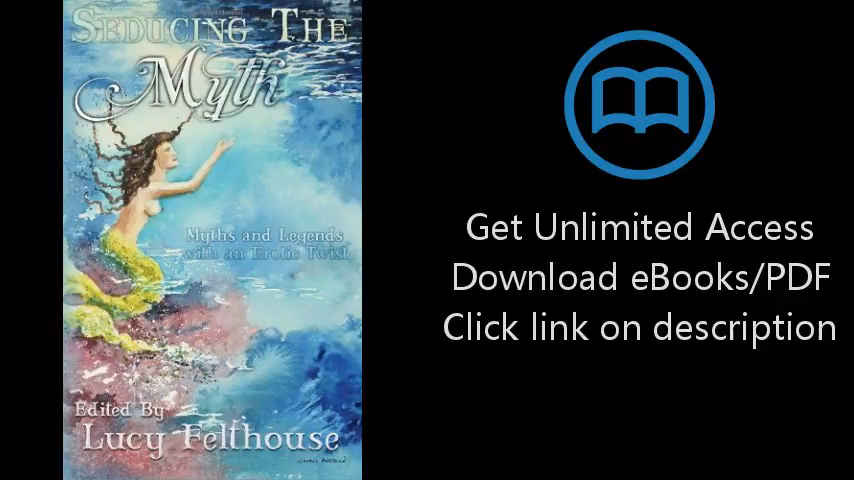 SEDUCING THE
Myth
Myths and Legends
with an Erotic Twist
Edited By
Lucy Felthouse
Get Unlimited Access
Download eBooks/PDF
Click link on description